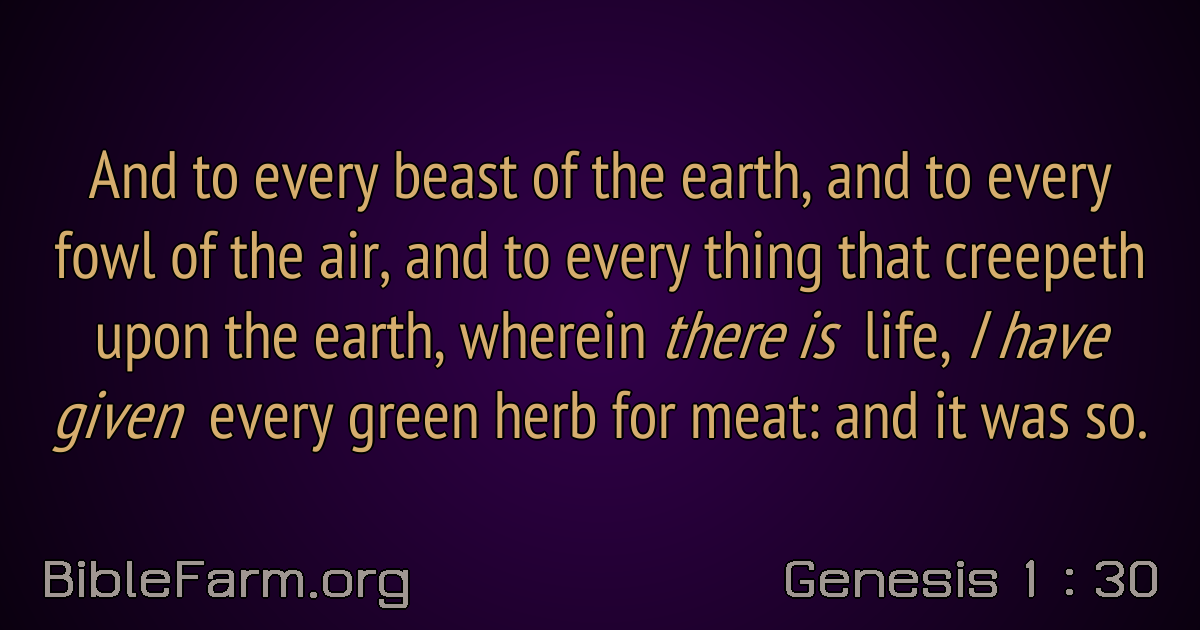 And to every beast of the earth, and to every
fowl of the air, and to every thing that creepeth
upon the earth, wherein there is life, I have
given every green herb for meat: and it was so.
BibleFarm.org
Genesis 1 : 30